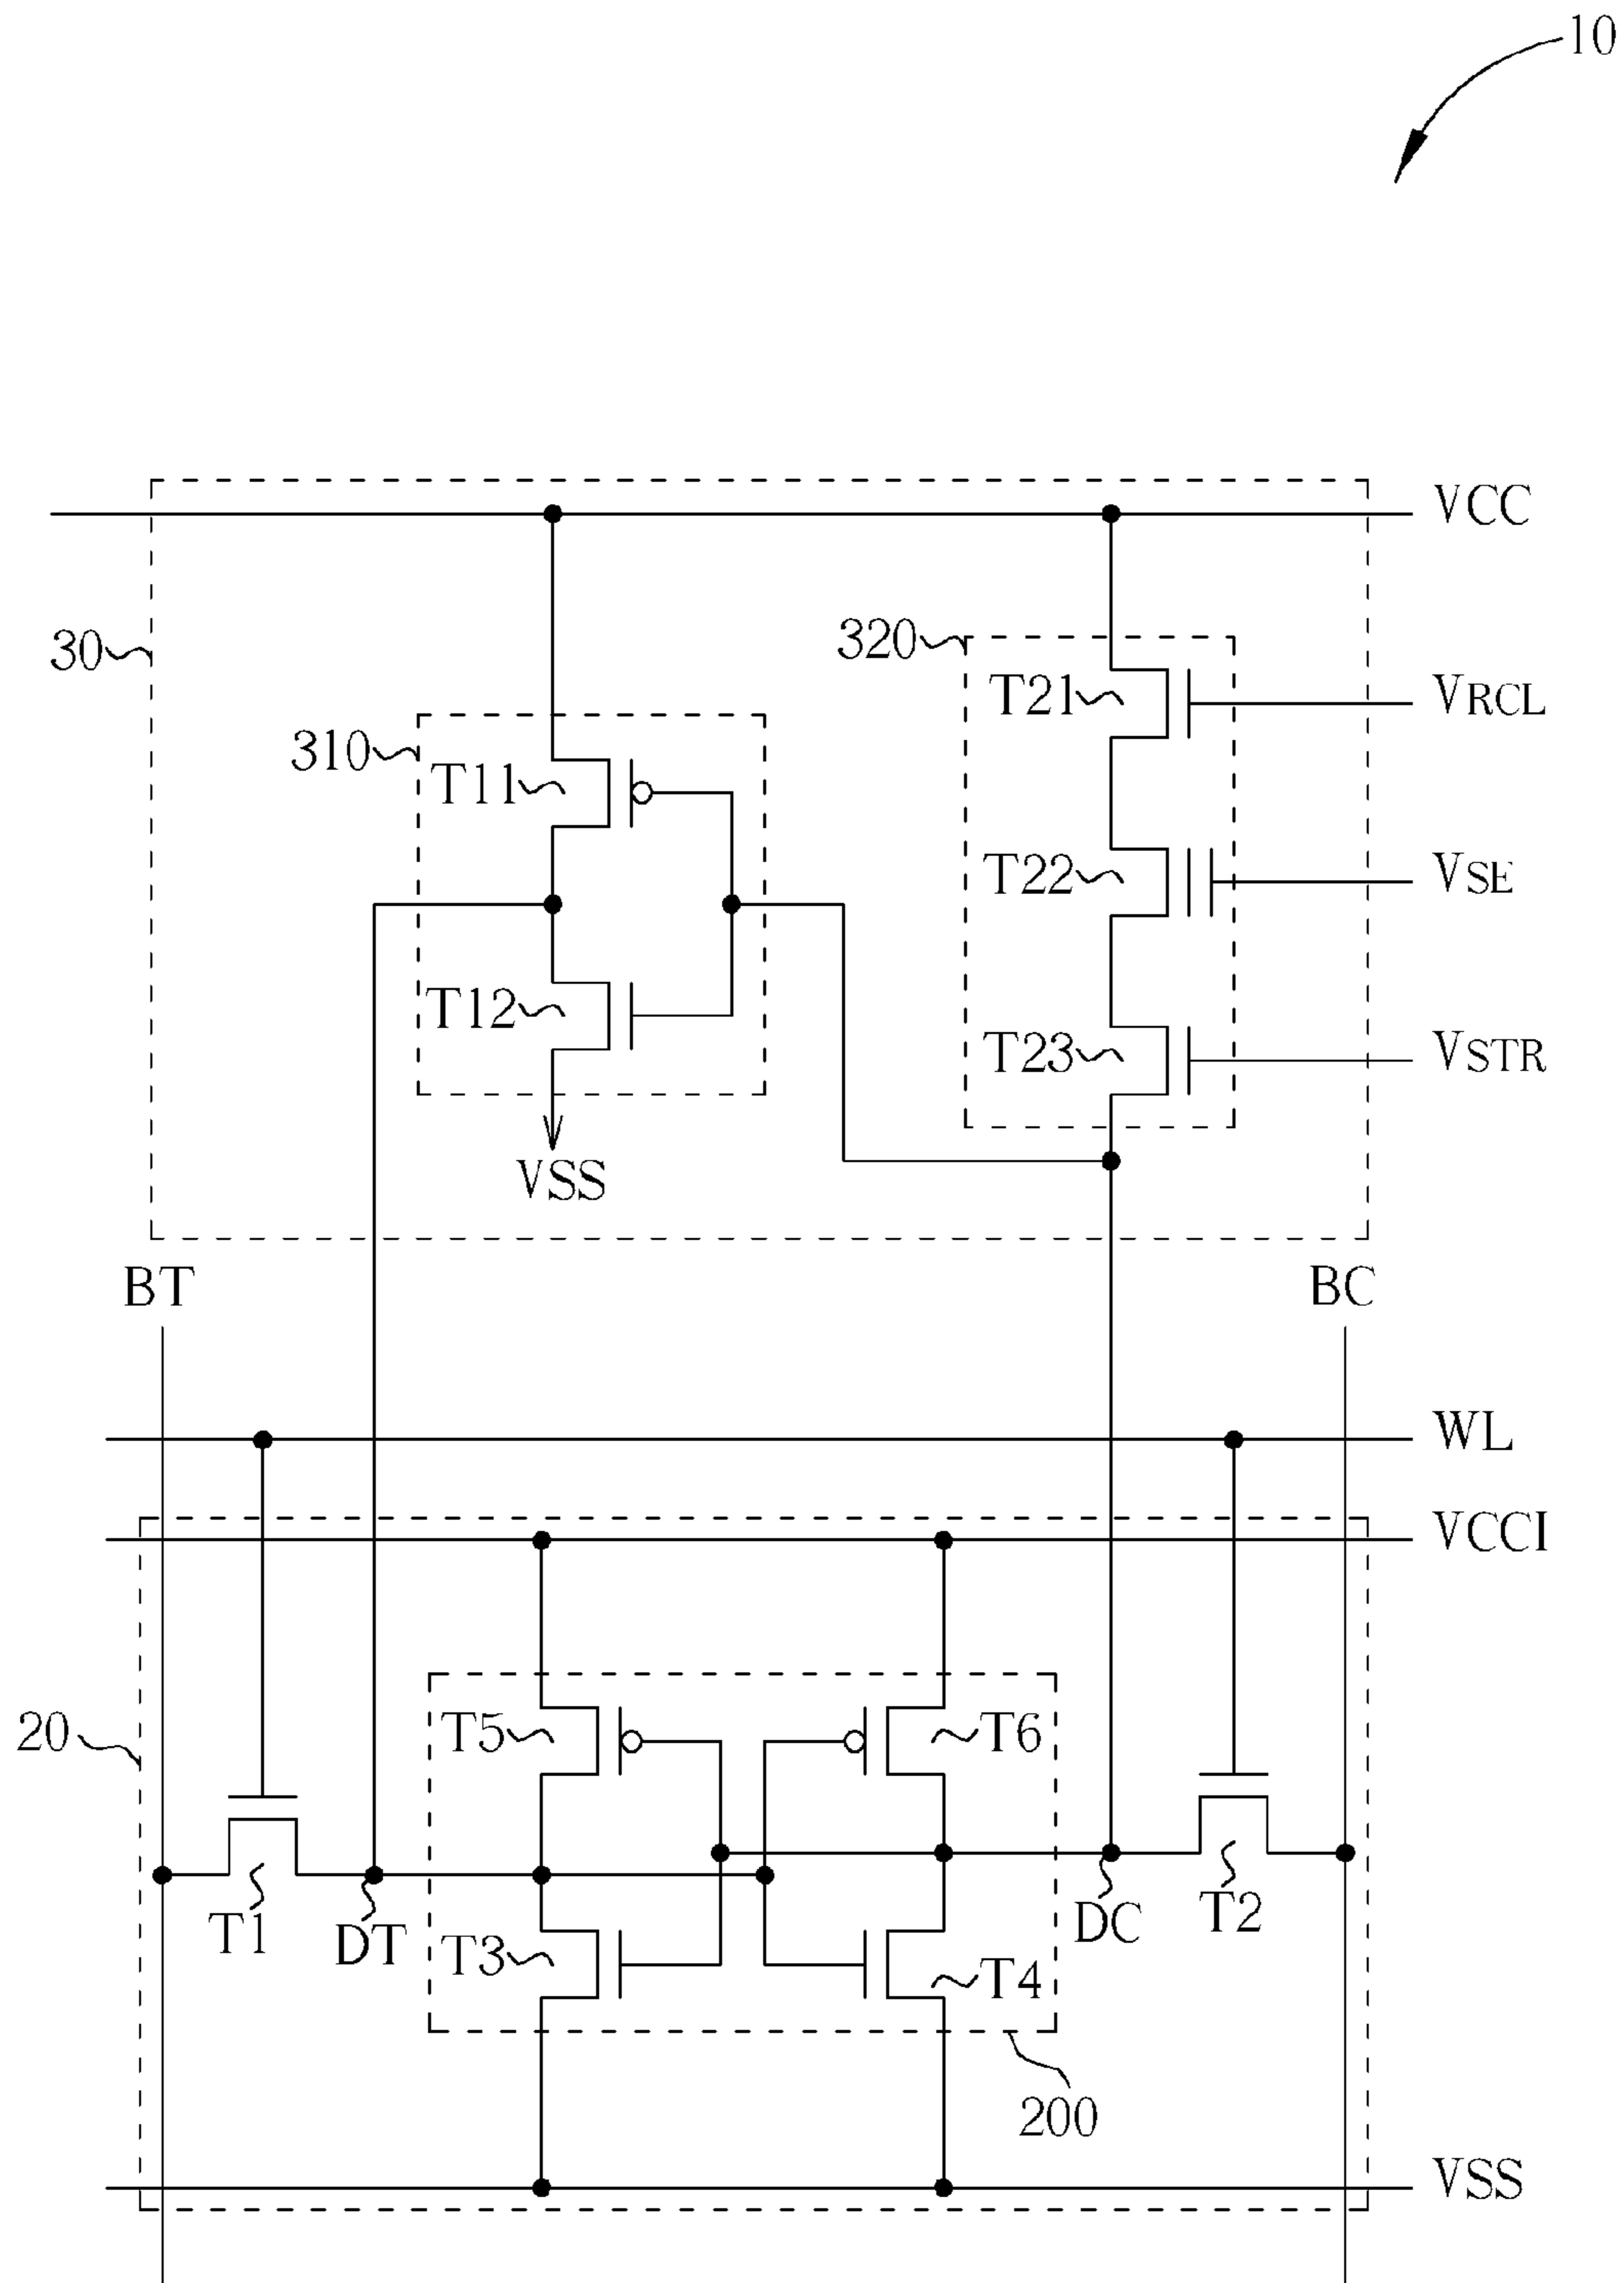 10
VCC
30
320
T21
VRCL
310
T11
T22
VSE
T12
T23
VSTR
VSS
BT
BC
WL
VCCI
20
T5
T6
T1
DT
T3
T4
DC
T2
200
VSS